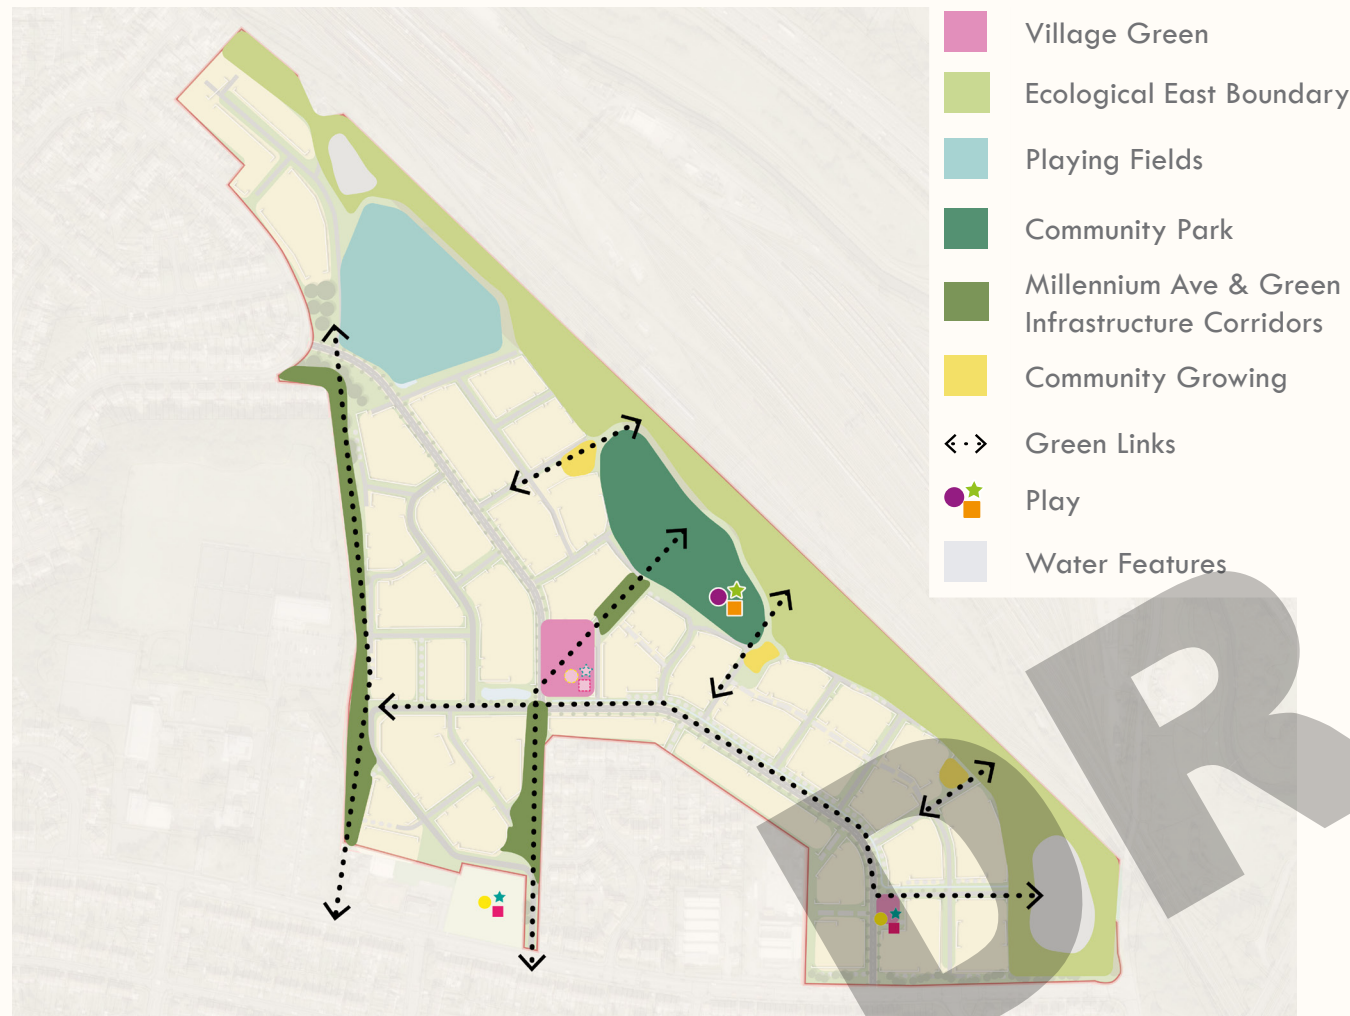 Village Green
Ecological East Boundary
Playing Fields
Community Park
Millennium Ave & Green
Infrastructure Corridors
Community Growing
Green Links
Play
Water Features
DR